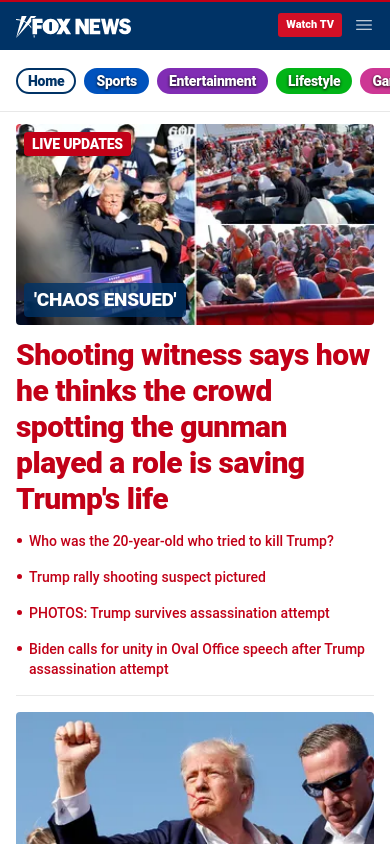 FOX NEWS
Watch TV
Home
Sports
Entertainment
Lifestyle
Ga
LIVE UPDATES
GOD
'CHAOS ENSUED'
Shooting witness says how
he thinks the crowd
spotting the gunman
played a role is saving
Trump's life
Who was the 20-year-old who tried to kill Trump?
Trump rally shooting suspect pictured
PHOTOS: Trump survives assassination attempt
Biden calls for unity in Oval Office speech after Trump
assassination attempt